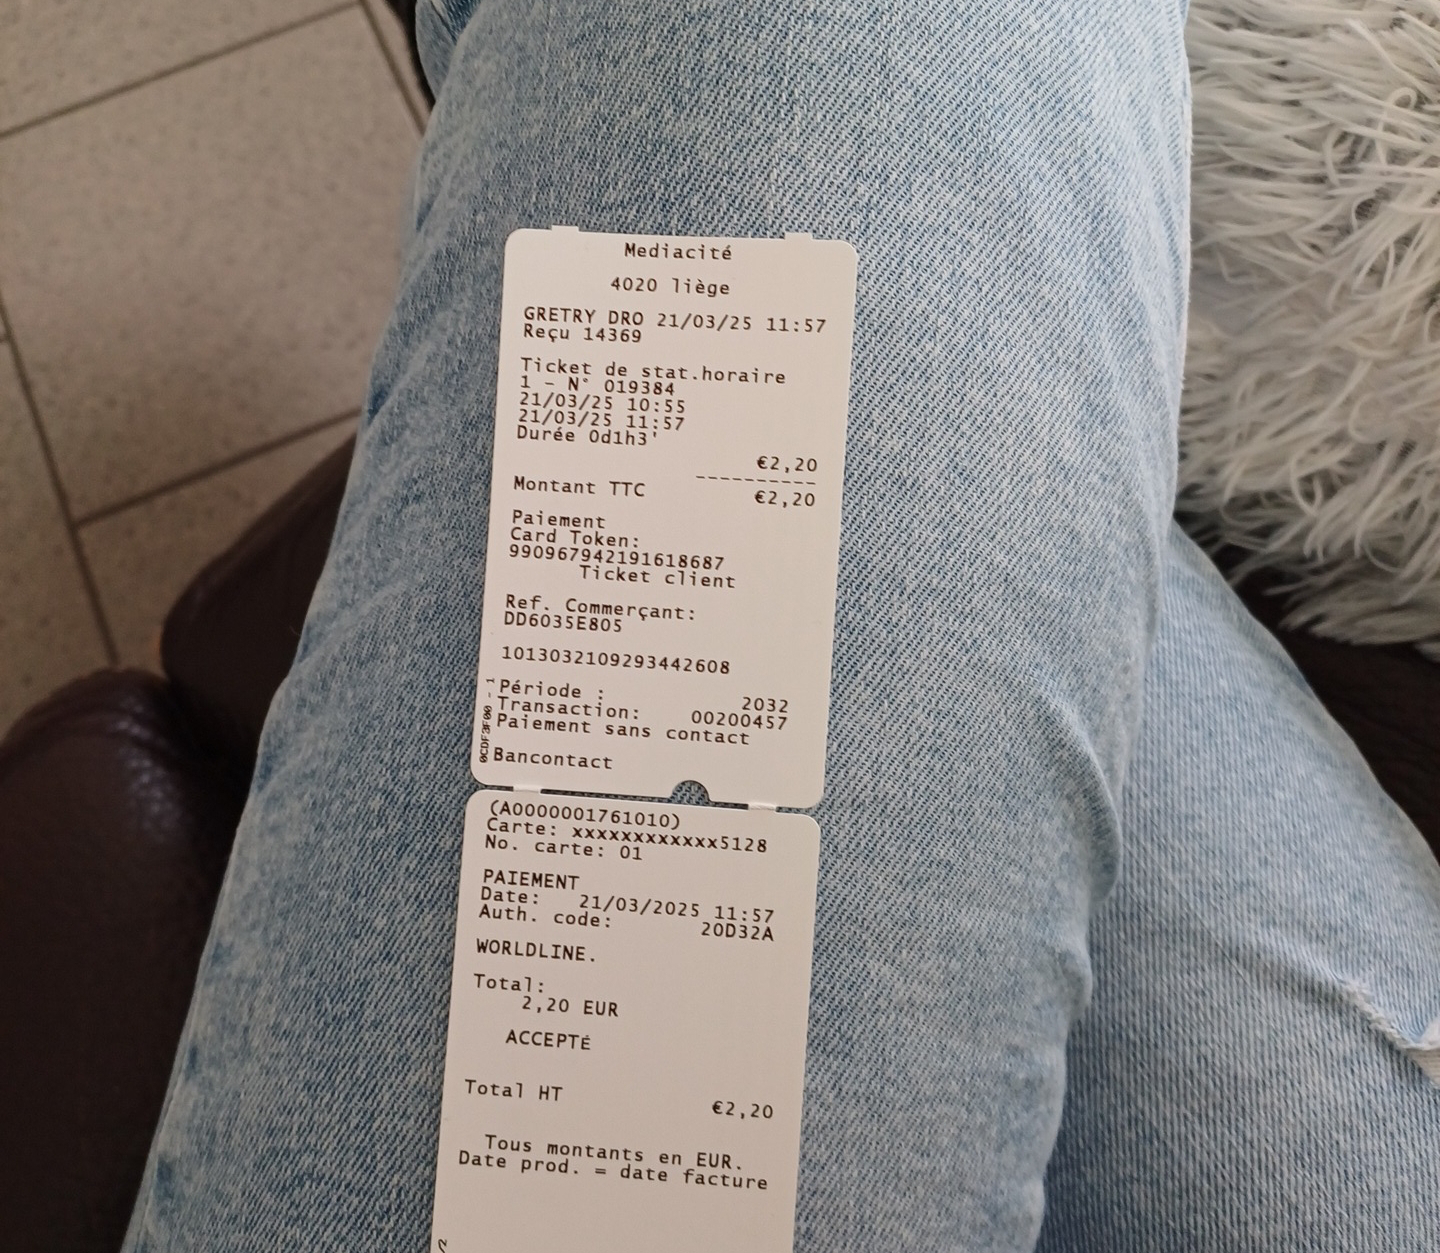 Mediacité
4020 liège
GRETRY DRO 21/03/25 11:57
Reçu 14369
Ticket de stat.horaire
1 - N° 019384
21/03/25 10:55
21/03/25 11:57
Durée 0d1h3'
€2,20
----------
Montant TTC €2,20
Paiement
Card Token:
990967942191618687
Ticket client
Ref. Commerçant:
DD6035E805
1013032109293442608
Période : 2032
Transaction: 00200457
Paiement sans contact
Bancontact
(A0000001761010)
Carte: xxxxxxxxxxxx5128
No. carte: 01
PAIEMENT
Date: 21/03/2025 11:57
Auth. code: 20D32A
WORLDLINE.
Total:
2,20 EUR
ACCEPTÉ
Total HT €2,20
Tous montants en EUR.
Date prod. = date facture